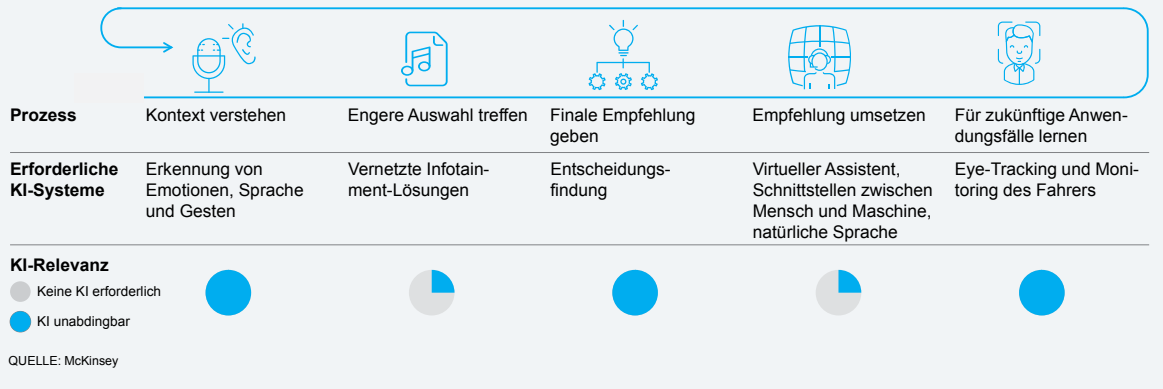 Prozess
Kontext verstehen
Engere Auswahl treffen
Finale Empfehlung
geben
Empfehlung umsetzen
Für zukünftige Anwen-
dungsfälle lernen
Erforderliche
KI-Systeme
Erkennung von
Emotionen, Sprache
und Gesten
Vernetzte Infotain-
ment-Lösungen
Entscheidungs-
findung
Virtueller Assistent,
Schnittstellen zwischen
Mensch und Maschine,
natürliche Sprache
Eye-Tracking und Moni-
toring des Fahrers
KI-Relevanz
Keine KI erforderlich
KI unabdingbar
QUELLE: McKinsey